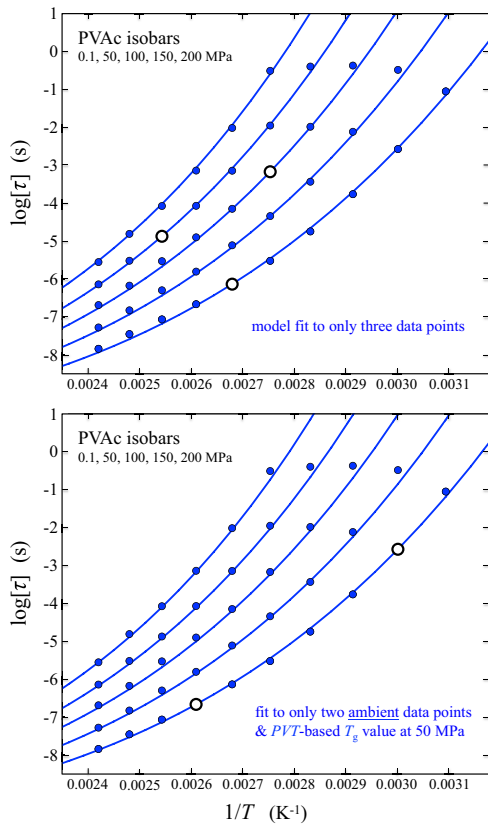 1
0
-1
-2
-3
-4
-5
-6
-7
-8
log[τ] (s)
PVAc isobars
0.1, 50, 100, 150, 200 MPa
model fit to only three data points
0.0024 0.0025 0.0026 0.0027 0.0028 0.0029 0.0030 0.0031
1
0
-1
-2
-3
-4
-5
-6
-7
-8
log[τ] (s)
PVAc isobars
0.1, 50, 100, 150, 200 MPa
fit to only two ambient data points
& PVT-based Tg value at 50 MPa
0.0024 0.0025 0.0026 0.0027 0.0028 0.0029 0.0030 0.0031
1/T (K-1)